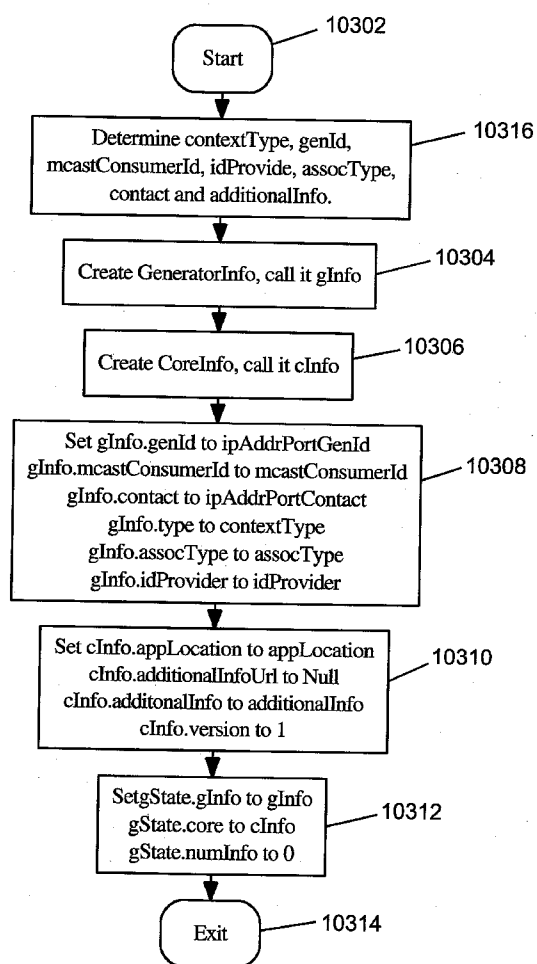 10302
Start
Determine contextType, genId,
mcastConsumerId, idProvide, assocType,
contact and additionalInfo.
10316
Create GeneratorInfo, call it gInfo
10304
Create CoreInfo, call it cInfo
10306
Set gInfo.genId to ipAddrPortGenId
gInfo.mcastConsumerId to mcastConsumerId
gInfo.contact to ipAddrPortContact
gInfo.type to contextType
gInfo.assocType to assocType
gInfo.idProvider to idProvider
10308
Set cInfo.appLocation to appLocation
cInfo.additionalInfoUrl to Null
cInfo.additonalInfo to additionalInfo
cInfo.version to 1
10310
SetgState.gInfo to gInfo
gState.core to cInfo
gState.numInfo to 0
10312
Exit
10314